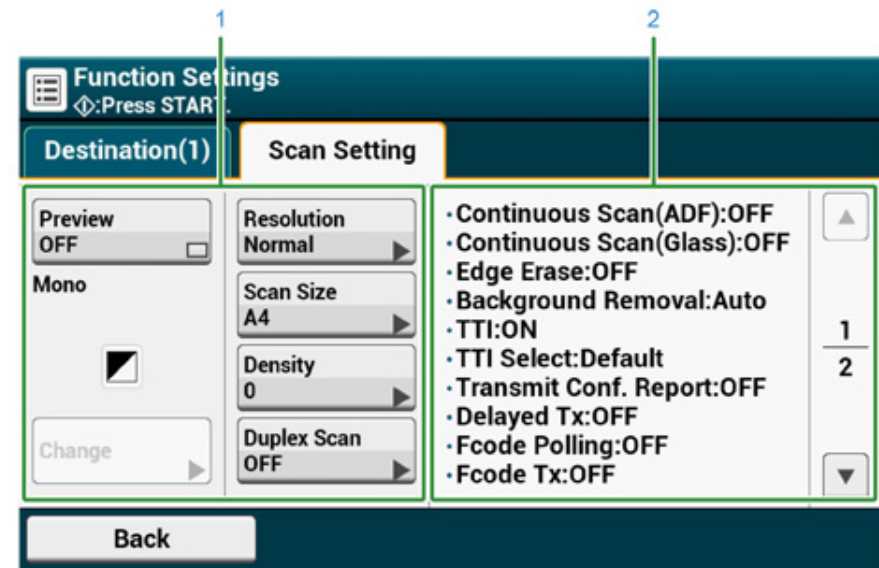 1
2
Function Settings
:Press START.
Destination(1)
Scan Setting
Preview
OFF
Mono
Change
Resolution
Normal
Scan Size
A4
Density
0
Duplex Scan
OFF
·Continuous Scan(ADF):OFF
·Continuous Scan(Glass):OFF
·Edge Erase:OFF
·Background Removal:Auto
·TTI:ON
·TTI Select:Default
·Transmit Conf. Report:OFF
·Delayed Tx:OFF
·Fcode Polling:OFF
·Fcode Tx:OFF
1
2
Back